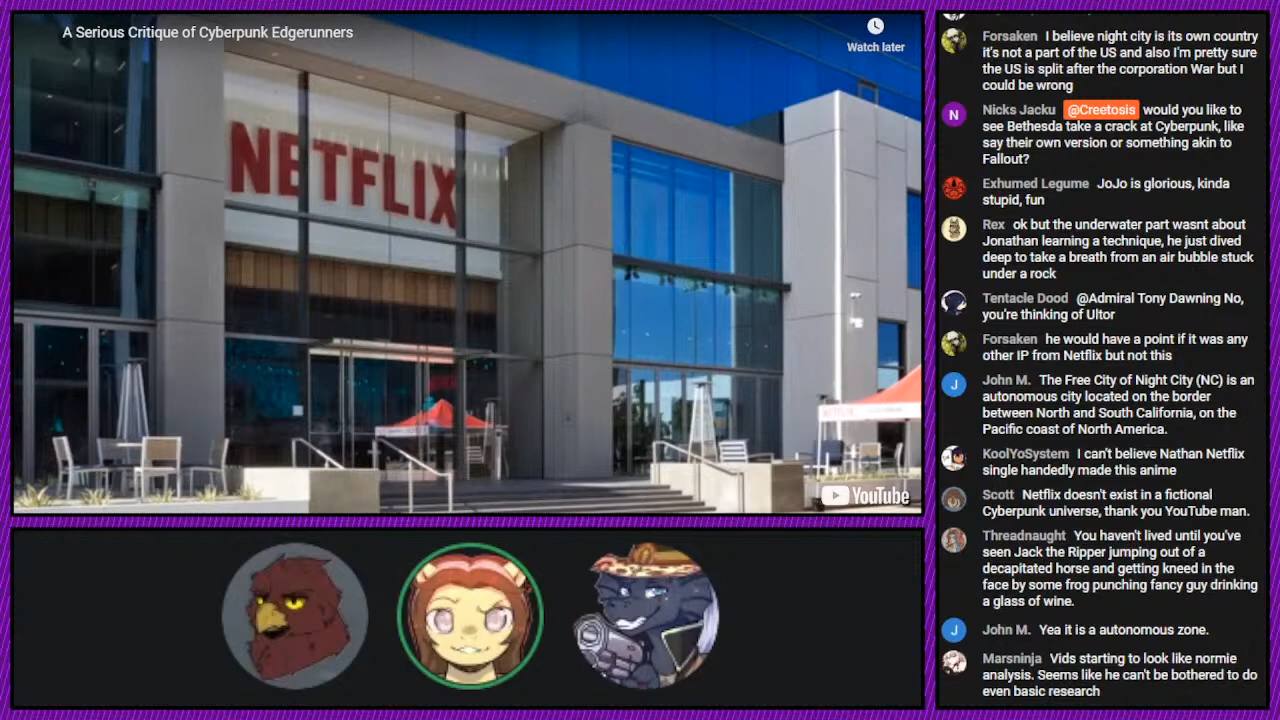 A Serious Critique of Cyberpunk Edgerunners
Watch later
NETFLIX
NETFLIX
YouTube
Forsaken I believe night city is its own country
it's not a part of the US and also I'm pretty sure
the US is split after the corporation War but I
could be wrong
N
Nicks Jacku @Creetosis would you like to
see Bethesda take a crack at Cyberpunk, like
say their own version or something akin to
Fallout?
Exhumed Legume JoJo is glorious, kinda
stupid, fun
Rex ok but the underwater part wasnt about
Jonathan learning a technique, he just dived
deep to take a breath from an air bubble stuck
under a rock
Tentacle Dood @Admiral Tony Dawning No,
you're thinking of Ultor
Forsaken he would have a point if it was any
other IP from Netflix but not this
J
John M. The Free City of Night City (NC) is an
autonomous city located on the border
between North and South California, on the
Pacific coast of North America.
KoolYoSystem I can't believe Nathan Netflix
single handedly made this anime
Scott Netflix doesn't exist in a fictional
Cyberpunk universe, thank you YouTube man.
Threadnaught You haven't lived until you've
seen Jack the Ripper jumping out of a
decapitated horse and getting kneed in the
face by some frog punching fancy guy drinking
a glass of wine.
J
John M. Yea it is a autonomous zone.
Marsninja Vids starting to look like normie
analysis. Seems like he can't be bothered to do
even basic research